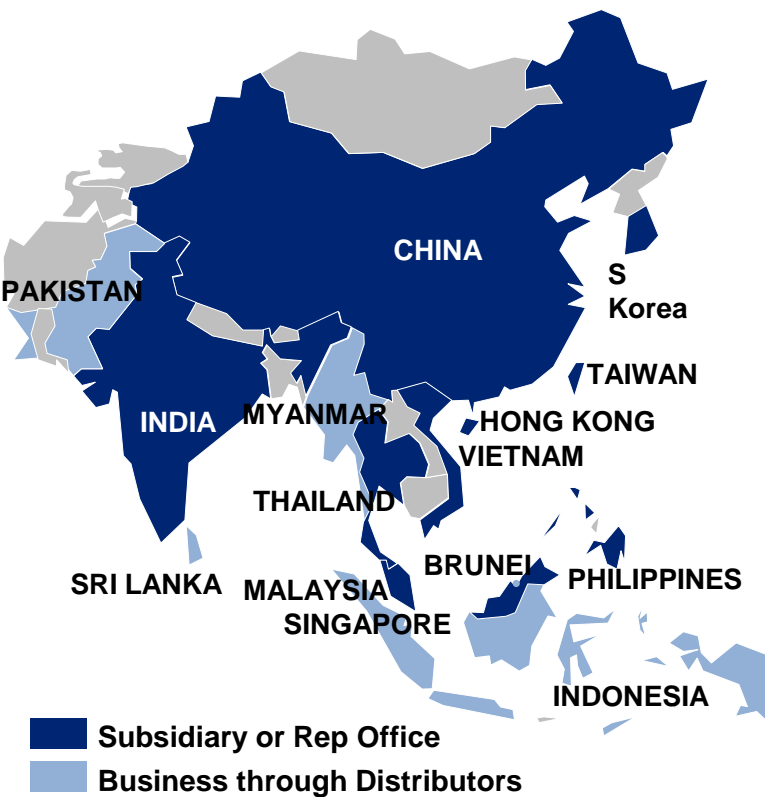 CHINA
S
Korea
PAKISTAN
TAIWAN
INDIA
MYANMAR
HONG KONG
VIETNAM
THAILAND
BRUNEI
SRI LANKA
MALAYSIA
PHILIPPINES
SINGAPORE
INDONESIA
Subsidiary or Rep Office
Business through Distributors